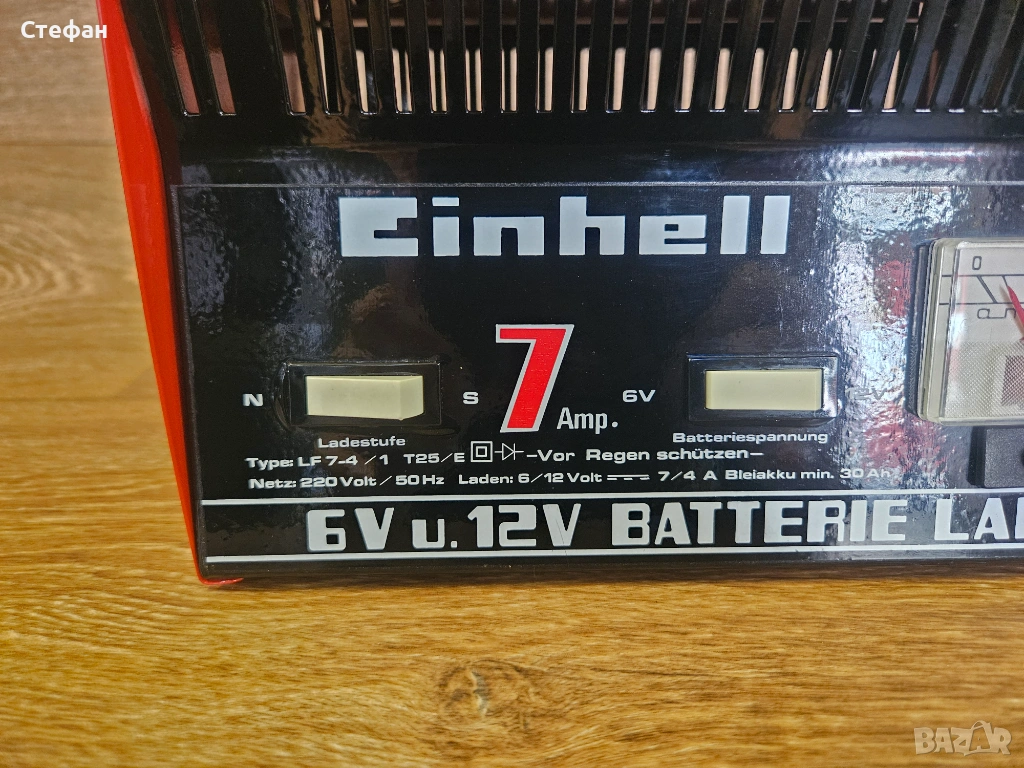 Стефан
Einhell
0
N S 7 Amp. 6V
Ladestufe Batteriespannung
Type: LF 7-4 / 1 T25/E -Vor Regen schützen-
Netz: 220 Volt / 50 Hz Laden: 6/12 Volt 7/4 A Bleiakku min. 30 Ah
6V u. 12V BATTERIE
BAZAR